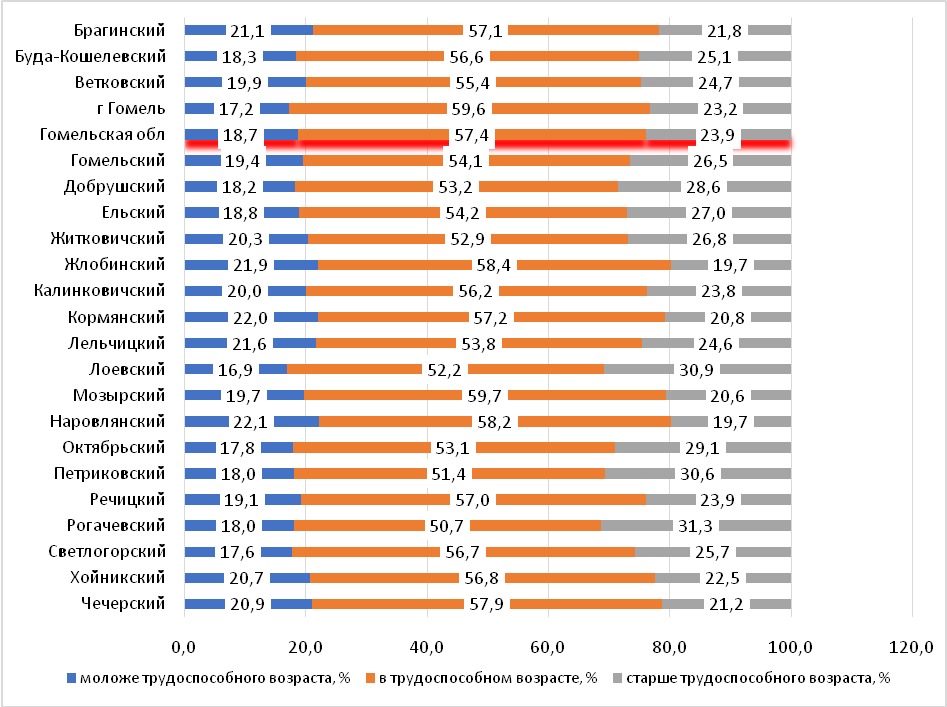 Брагинский 21,1 57,1 21,8
Буда-Кошелевский 18,3 56,6 25,1
Ветковский 19,9 55,4 24,7
г Гомель 17,2 59,6 23,2
Гомельская обл 18,7 57,4 23,9
Гомельский 19,4 54,1 26,5
Добрушский 18,2 53,2 28,6
Ельский 18,8 54,2 27,0
Житковичский 20,3 52,9 26,8
Жлобинский 21,9 58,4 19,7
Калинковичский 20,0 56,2 23,8
Кормянский 22,0 57,2 20,8
Лельчицкий 21,6 53,8 24,6
Лоевский 16,9 52,2 30,9
Мозырский 19,7 59,7 20,6
Наровлянский 22,1 58,2 19,7
Октябрьский 17,8 53,1 29,1
Петриковский 18,0 51,4 30,6
Речицкий 19,1 57,0 23,9
Рогачевский 18,0 50,7 31,3
Светлогорский 17,6 56,7 25,7
Хойникский 20,7 56,8 22,5
Чечерский 20,9 57,9 21,2
0,0 20,0 40,0 60,0 80,0 100,0 120,0
моложе трудоспособного возраста, % в трудоспособном возрасте, % старше трудоспособного возраста, %